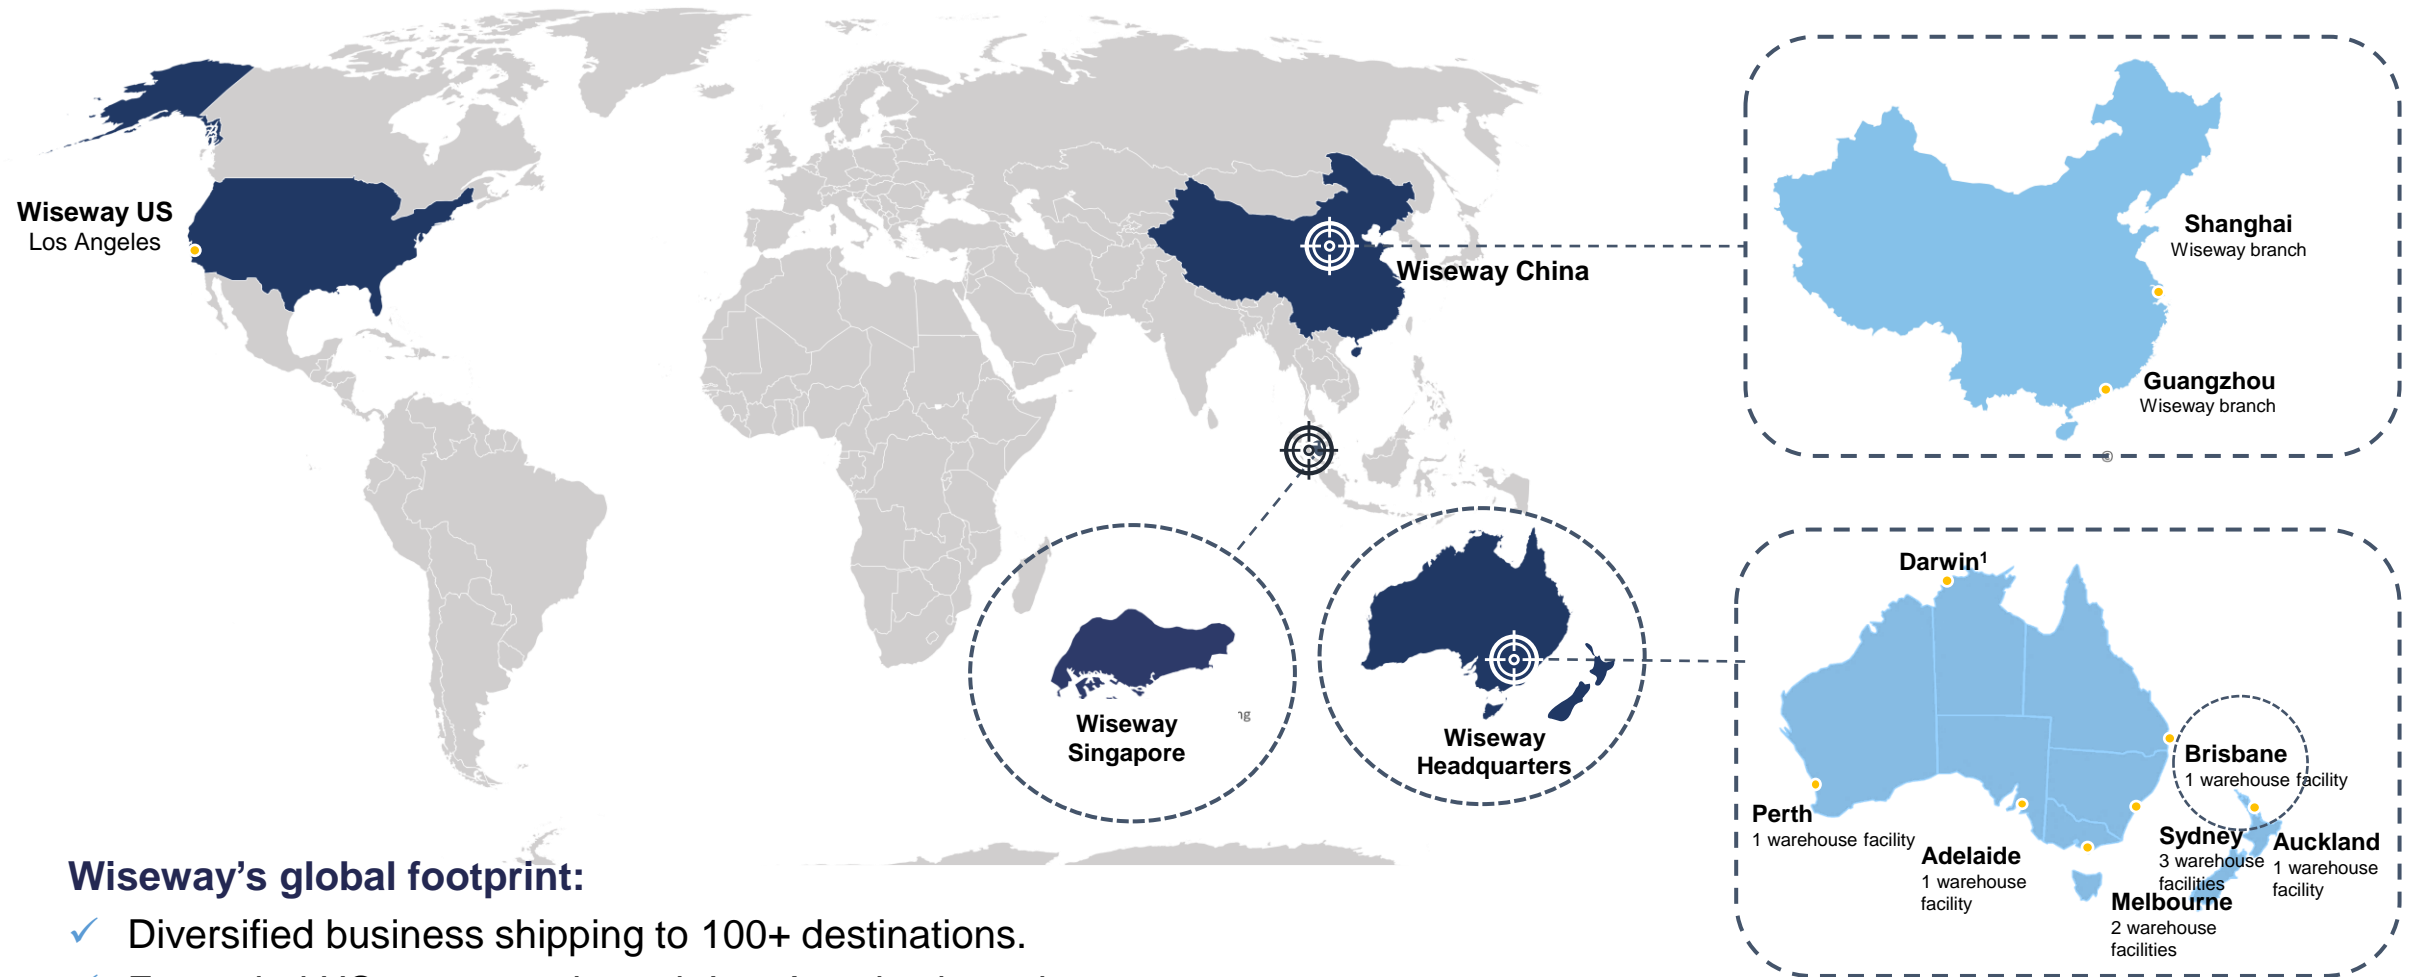 Wiseway US
Los Angeles
Wiseway China
Shanghai
Wiseway branch
Guangzhou
Wiseway branch
Wiseway
Singapore
Wiseway
Headquarters
Darwin¹
Brisbane
1 warehouse facility
Perth
1 warehouse facility
Adelaide
1 warehouse
facility
Sydney
3 warehouse
facilities
Auckland
1 warehouse
facility
Melbourne
2 warehouse
facilities
Wiseway’s global footprint:
✓ Diversified business shipping to 100+ destinations.